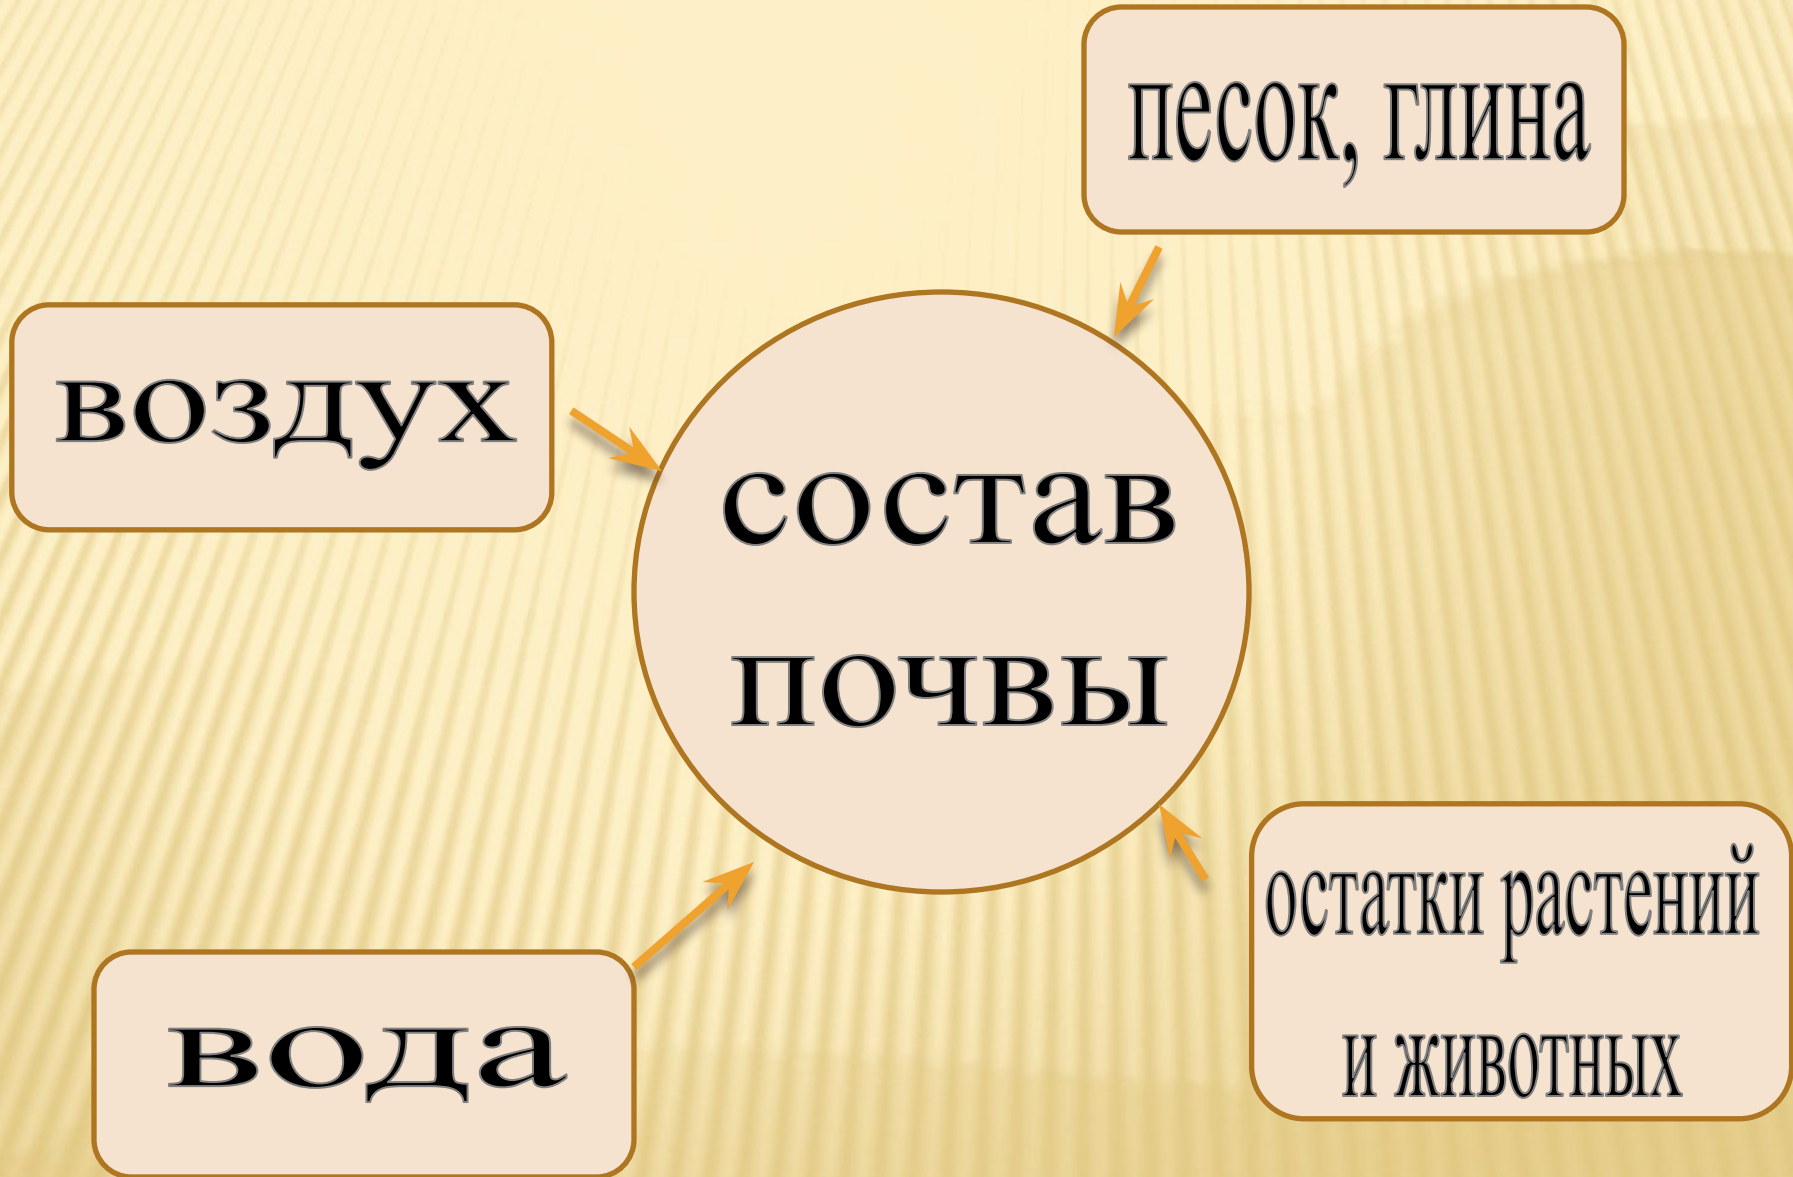 песок, глина
воздух
состав
почвы
остатки растений
и животных
вода